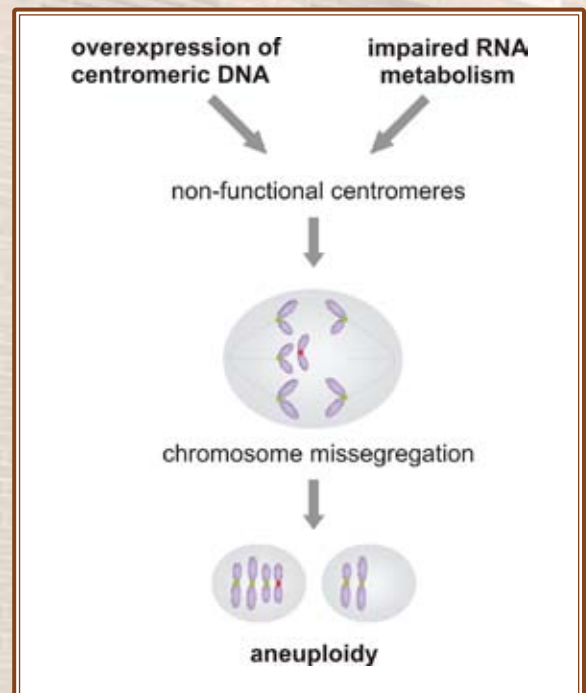 overexpression of
centromeric DNA
impaired RNA
metabolism
non-functional centromeres
chromosome missegregation
aneuploidy